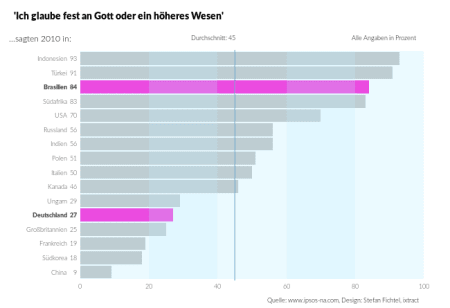 'Ich glaube fest an Gott oder ein höheres Wesen'
...sagten 2010 in:
Durchschnitt: 45
Alle Angaben in Prozent
Indonesien 93
Türkei 91
Brasilien 84
Südafrika 83
USA 70
Russland 56
Indien 56
Polen 51
Italien 50
Kanada 46
Ungarn 29
Deutschland 27
Großbritannien 25
Frankreich 19
Südkorea 18
China 9
0 20 40 60 80 100
Quelle: www.ipsos-na.com, Design: Stefan Fichtel, ixtract